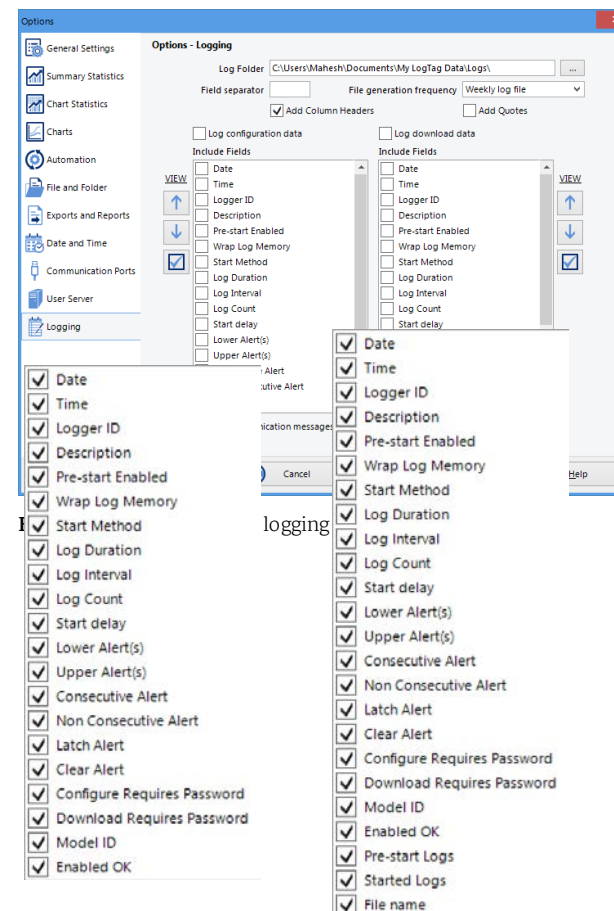 Options
General Settings
Summary Statistics
Chart Statistics
Charts
Automation
File and Folder
Exports and Reports
Date and Time
Communication Ports
User Server
Logging
Options - Logging
Log Folder C:\Users\Mahesh\Documents\My LogTag Data\Logs\ ...
Field separator File generation frequency Weekly log file
Add Column Headers Add Quotes
Log configuration data
Include Fields
VIEW
Date
Time
Logger ID
Description
Pre-start Enabled
Wrap Log Memory
Start Method
Log Duration
Log Interval
Log Count
Start delay
Lower Alert(s)
Upper Alert(s)
Alert
utive Alert
Log download data
Include Fields
VIEW
Date
Time
Logger ID
Description
Pre-start Enabled
Wrap Log Memory
Start Method
Log Duration
Log Interval
Log Count
Start delay
nication messages
Cancel
Help
logging
Date
Time
Logger ID
Description
Pre-start Enabled
Wrap Log Memory
Start Method
Log Duration
Log Interval
Log Count
Start delay
Lower Alert(s)
Upper Alert(s)
Consecutive Alert
Non Consecutive Alert
Latch Alert
Clear Alert
Configure Requires Password
Download Requires Password
Model ID
Enabled OK
Date
Time
Logger ID
Description
Pre-start Enabled
Wrap Log Memory
Start Method
Log Duration
Log Interval
Log Count
Start delay
Lower Alert(s)
Upper Alert(s)
Consecutive Alert
Non Consecutive Alert
Latch Alert
Clear Alert
Configure Requires Password
Download Requires Password
Model ID
Enabled OK
Pre-start Logs
Started Logs
File name